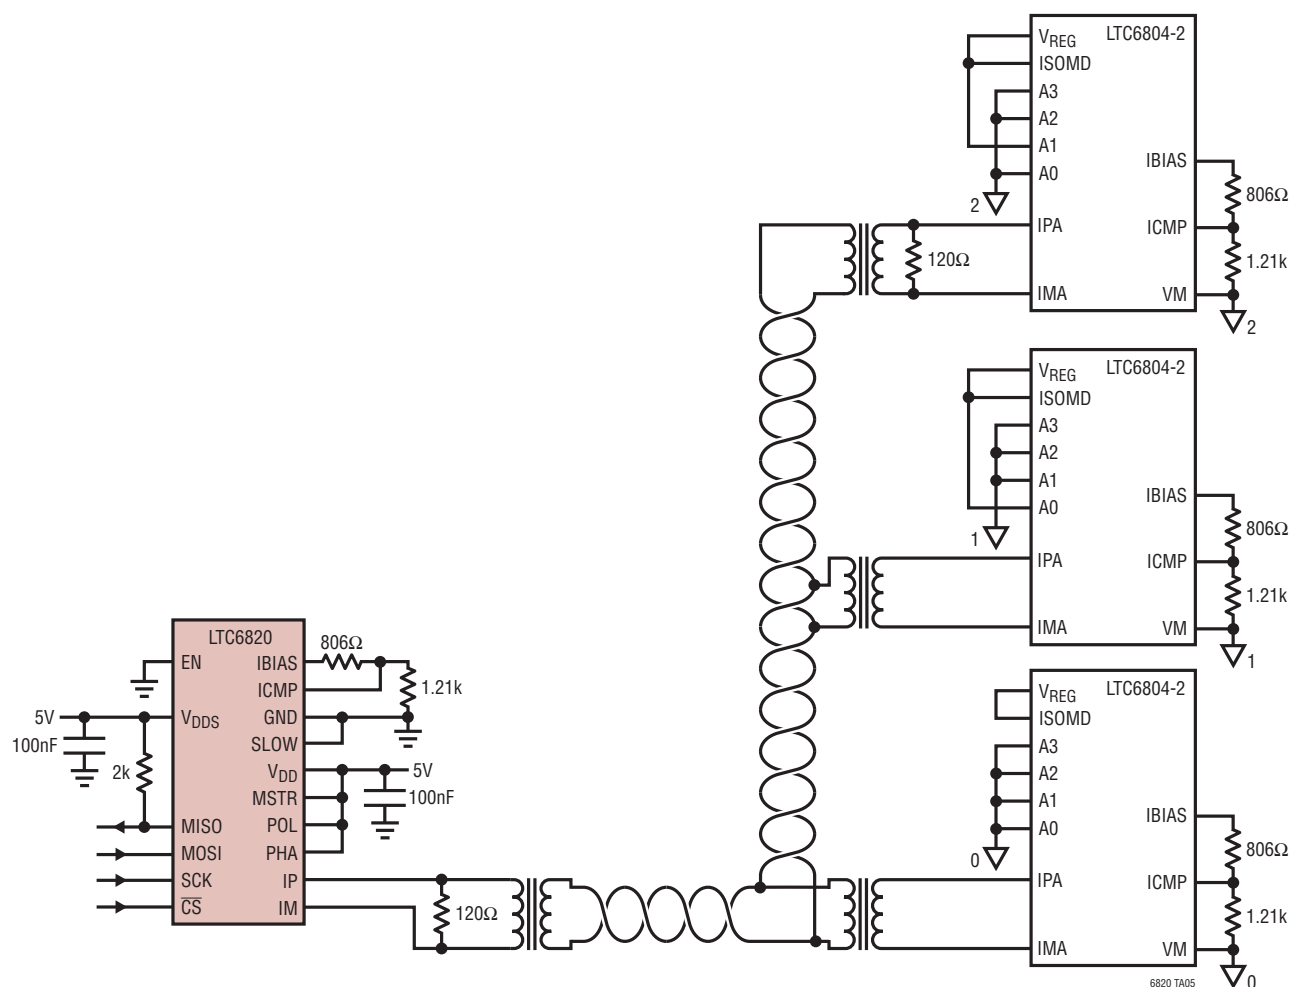 VREG
LTC6804-2
ISOMD
A3
A2
A1
A0
2
IBIAS
806Ω
IPA
ICMP
120Ω
1.21k
IMA
VM
2
VREG
LTC6804-2
ISOMD
A3
A2
A1
A0
1
IBIAS
806Ω
IPA
ICMP
1.21k
IMA
VM
1
LTC6820
EN
IBIAS
806Ω
ICMP
1.21k
5V
VDDS
GND
100nF
SLOW
2k
VDD
5V
MSTR
100nF
MISO
POL
MOSI
PHA
SCK
IP
CS
IM
120Ω
VREG
LTC6804-2
ISOMD
A3
A2
A1
A0
0
IBIAS
806Ω
IPA
ICMP
1.21k
IMA
VM
0
6820 TA05